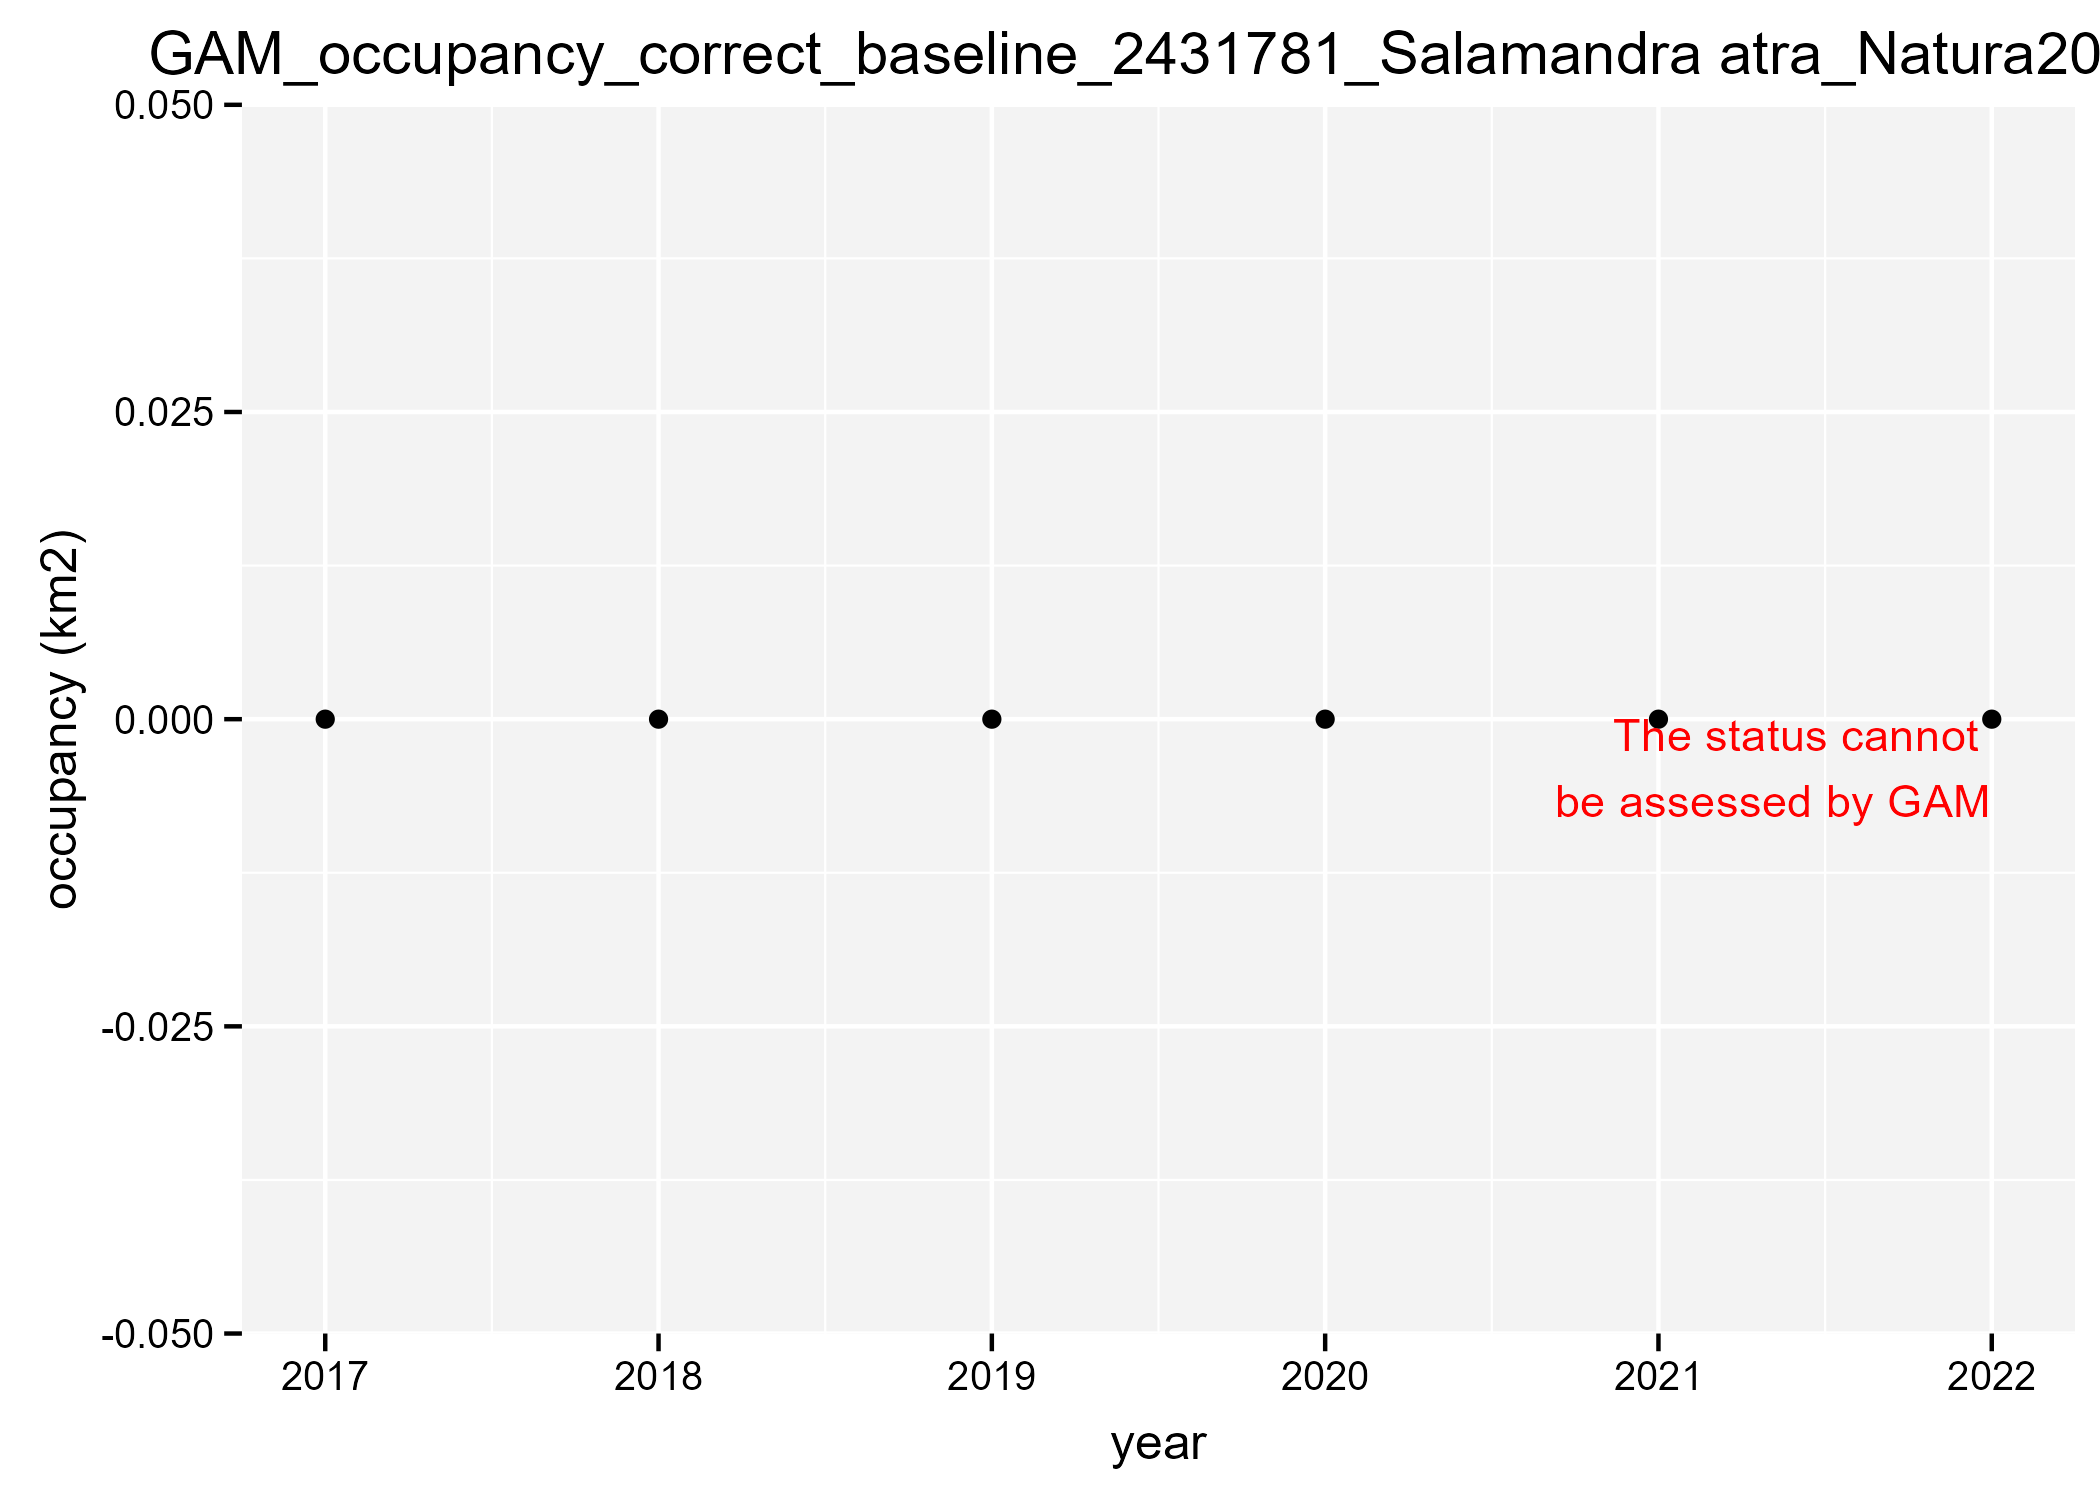 GAM_occupancy_correct_baseline_2431781_Salamandra atra_Natura20
0.050
0.025
0.000
-0.025
-0.050
occupancy (km2)
The status cannot
be assessed by GAM
2017 2018 2019 2020 2021 2022
year